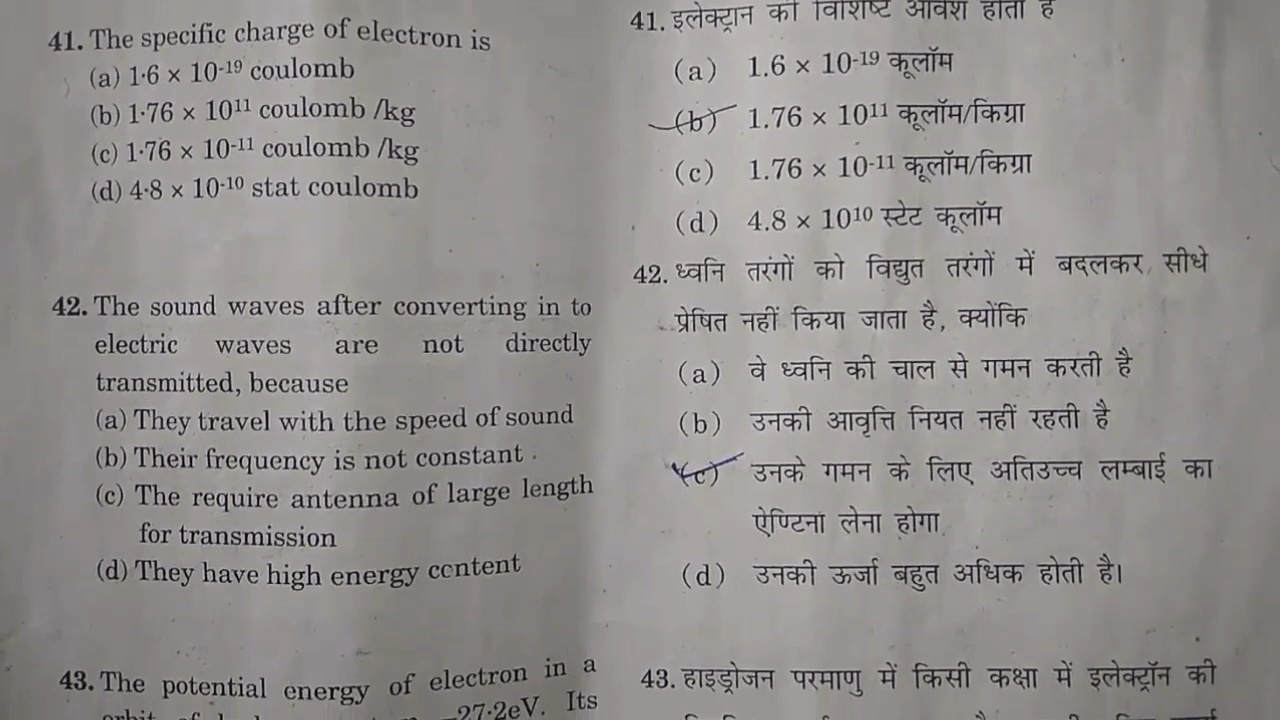 41. The specific charge of electron is
(a) 1·6 × 10-19 coulomb
(b) 1·76 × 1011 coulomb /kg
(c) 1·76 × 10-11 coulomb /kg
(d) 4·8 × 10-10 stat coulomb
42. The sound waves after converting in to
electric waves are not directly
transmitted, because
(a) They travel with the speed of sound
(b) Their frequency is not constant .
(c) The require antenna of large length
for transmission
(d) They have high energy content
43. The potential energy of electron in a
27·2eV. Its
41. इलेक्ट्रान का विशिष्ट आवेश होता है
(a) 1.6 × 10-19 कूलॉम
(b) 1.76 × 1011 कूलॉम/किग्रा
(c) 1.76 × 10-11 कूलॉम/किग्रा
(d) 4.8 × 1010 स्टेट कूलॉम
42. ध्वनि तरंगों को विद्युत तरंगों में बदलकर सीधे
प्रेषित नहीं किया जाता है, क्योंकि
(a) वे ध्वनि की चाल से गमन करती है
(b) उनकी आवृत्ति नियत नहीं रहती है
(c) उनके गमन के लिए अतिउच्च लम्बाई का
ऐण्टिना लेना होगा
(d) उनकी ऊर्जा बहुत अधिक होती है।
43. हाइड्रोजन परमाणु में किसी कक्षा में इलेक्ट्रॉन की